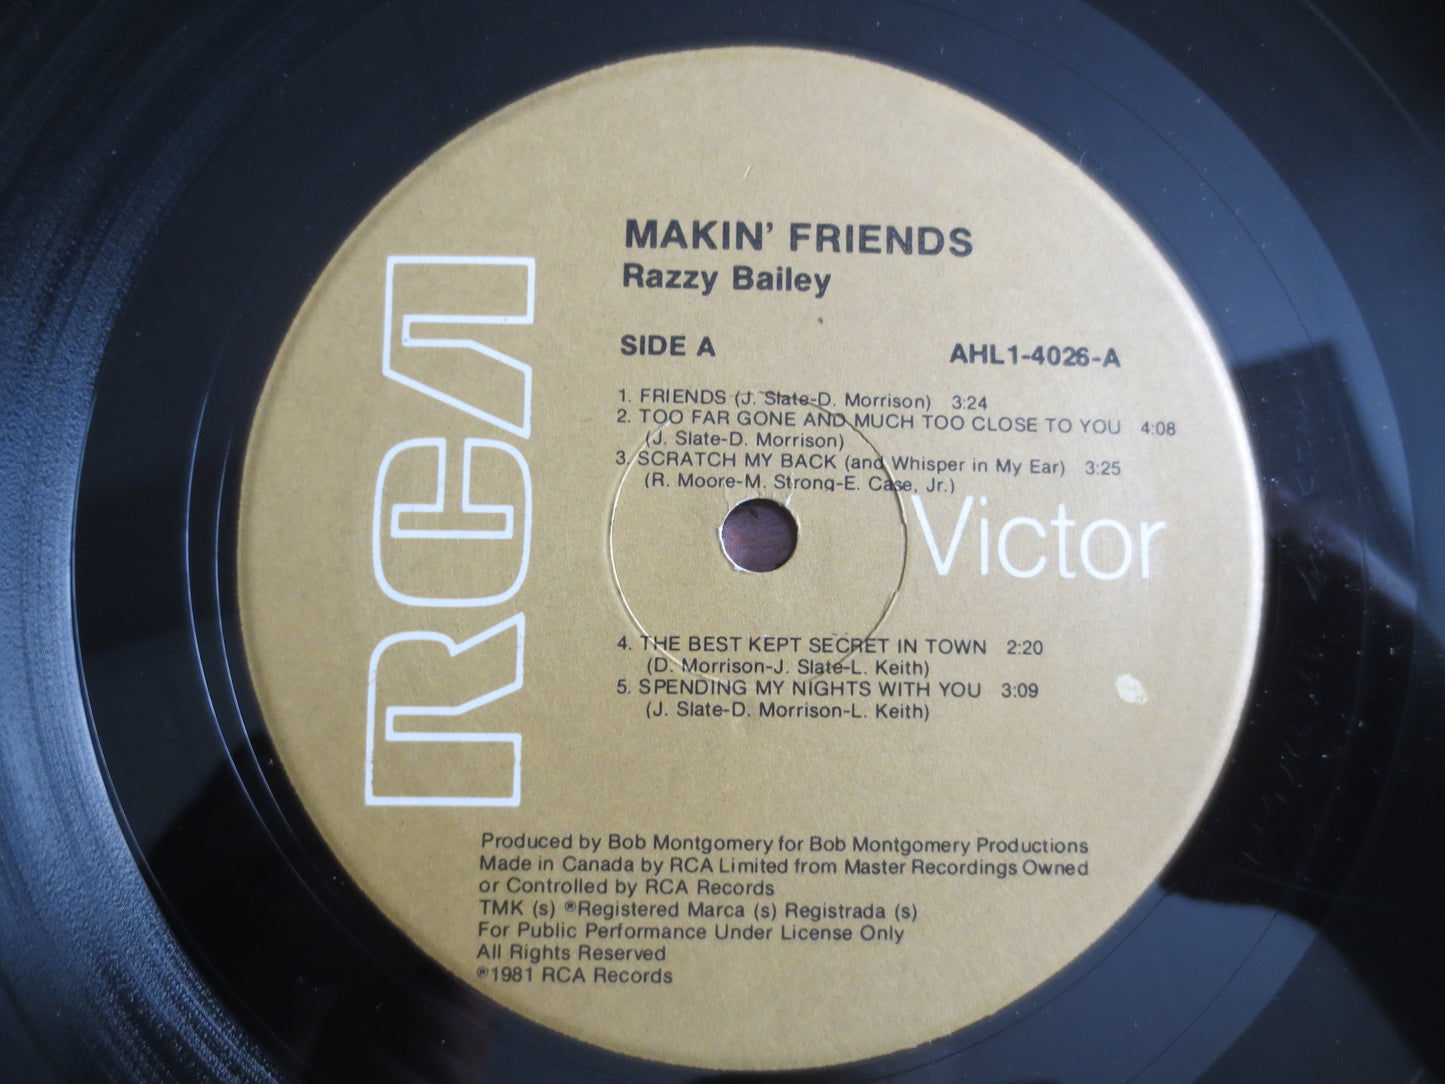 RCA
MAKIN' FRIENDS
Razzy Bailey
SIDE A
AHL1-4026-A
1. FRIENDS (J. Slate-D. Morrison) 3:24
2. TOO FAR GONE AND MUCH TOO CLOSE TO YOU 4:08
(J. Slate-D. Morrison)
3. SCRATCH MY BACK (and Whisper in My Ear) 3:25
(R. Moore-M. Strong-E. Case, Jr.)
Victor
4. THE BEST KEPT SECRET IN TOWN 2:20
(D. Morrison-J. Slate-L. Keith)
5. SPENDING MY NIGHTS WITH YOU 3:09
(J. Slate-D. Morrison-L. Keith)
Produced by Bob Montgomery for Bob Montgomery Productions
Made in Canada by RCA Limited from Master Recordings Owned
or Controlled by RCA Records
TMK (s) ®Registered Marca (s) Registrada (s)
For Public Performance Under License Only
All Rights Reserved
℗1981 RCA Records